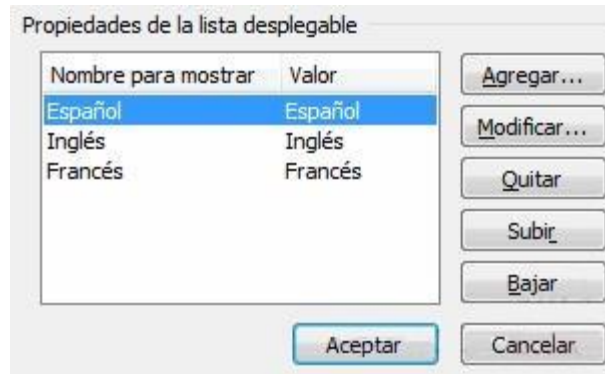 Propiedades de la lista desplegable
Nombre para mostrar Valor
Español Español
Inglés Inglés
Francés Francés
Agregar...
Modificar...
Quitar
Subir
Bajar
Aceptar Cancelar